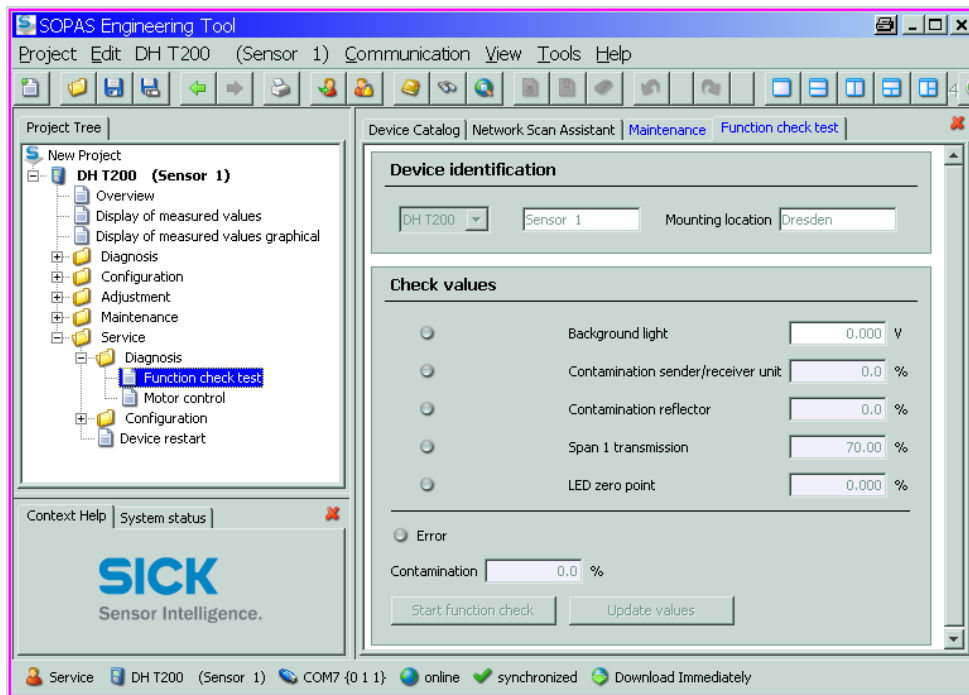 SOPAS Engineering Tool
Project Edit DH T200 (Sensor 1) Communication View Tools Help
4
Project Tree
Device Catalog Network Scan Assistant Maintenance Function check test
New Project
DH T200 (Sensor 1)
Overview
Display of measured values
Display of measured values graphical
Diagnosis
Configuration
Adjustment
Maintenance
Service
Diagnosis
Function check test
Motor control
Configuration
Device restart
Device identification
DH T200 Sensor 1 Mounting location Dresden
Check values
Background light 0.000 V
Contamination sender/receiver unit 0.0 %
Contamination reflector 0.0 %
Span 1 transmission 70.00 %
LED zero point 0.000 %
Error
Contamination 0.0 %
Start function check Update values
Context Help System status
SICK
Sensor Intelligence.
Service DH T200 (Sensor 1) COM7 {0 1 1} online synchronized Download Immediately